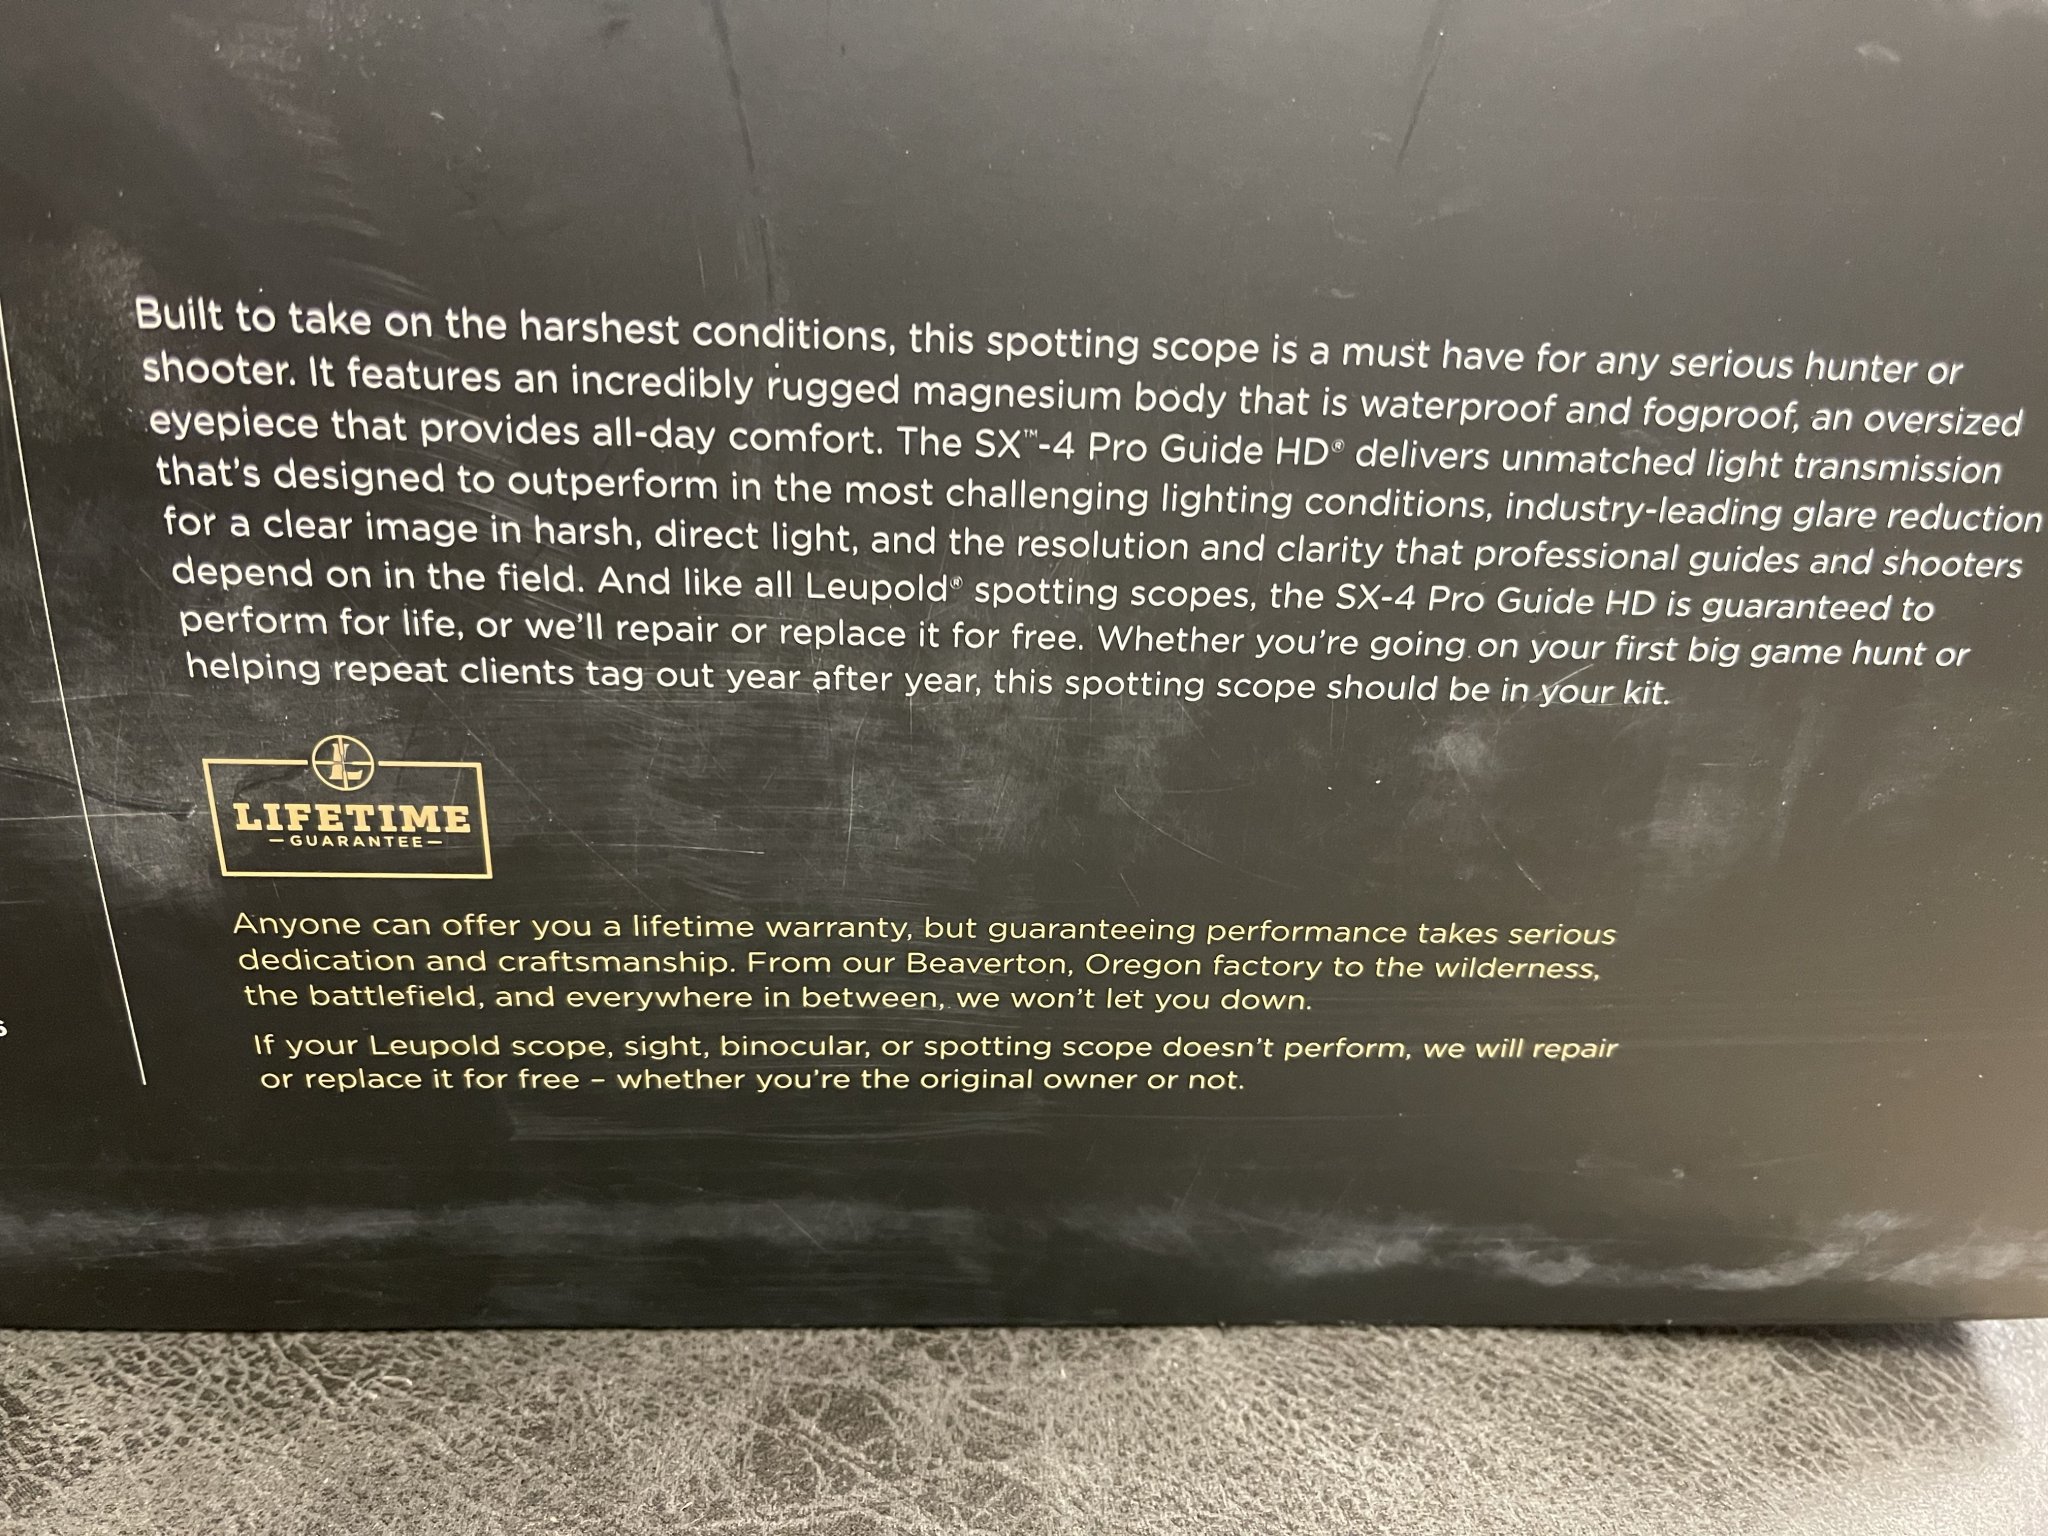 Built to take on the harshest conditions, this spotting scope is a must have for any serious hunter or
shooter. It features an incredibly rugged magnesium body that is waterproof and fogproof, an oversized
eyepiece that provides all-day comfort. The SX™-4 Pro Guide HD® delivers unmatched light transmission
that's designed to outperform in the most challenging lighting conditions, industry-leading glare reduction
for a clear image in harsh, direct light, and the resolution and clarity that professional guides and shooters
depend on in the field. And like all Leupold® spotting scopes, the SX-4 Pro Guide HD is guaranteed to
perform for life, or we'll repair or replace it for free. Whether you're going on your first big game hunt or
helping repeat clients tag out year after year, this spotting scope should be in your kit.
L
LIFETIME
– GUARANTEE –
Anyone can offer you a lifetime warranty, but guaranteeing performance takes serious
dedication and craftsmanship. From our Beaverton, Oregon factory to the wilderness,
the battlefield, and everywhere in between, we won't let you down.
If your Leupold scope, sight, binocular, or spotting scope doesn't perform, we will repair
or replace it for free – whether you're the original owner or not.